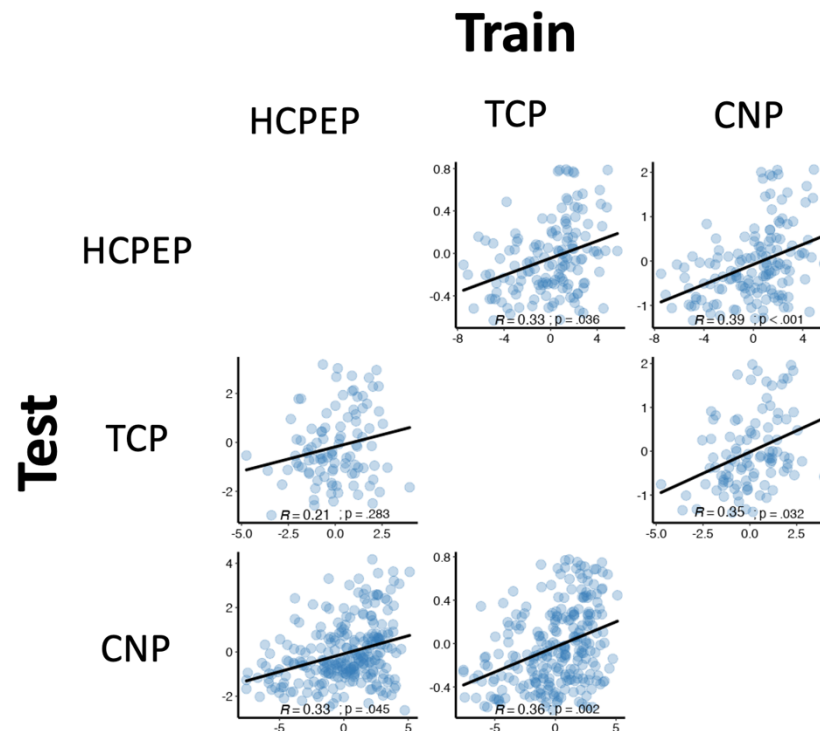 Train
HCPEP TCP CNP
HCPEP
0.8
0.4
0.0
-0.4
R = 0.33 ; p = .036
-8 -4 0 4
2
1
0
-1
R = 0.39 ; p < .001
-8 -4 0 4
Test
TCP
2
0
-2
R = 0.21 ; p = .283
-5.0 -2.5 0.0 2.5
2
1
0
-1
R = 0.35 ; p = .032
-5.0 -2.5 0.0 2.5
CNP
4
2
0
-2
R = 0.33 ; p = .045
-5 0 5
0.8
0.4
0.0
-0.4
R = 0.36 ; p = .002
-5 0 5